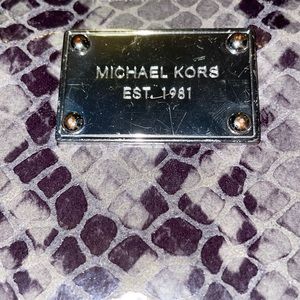 MICHAEL KORS
EST. 1981